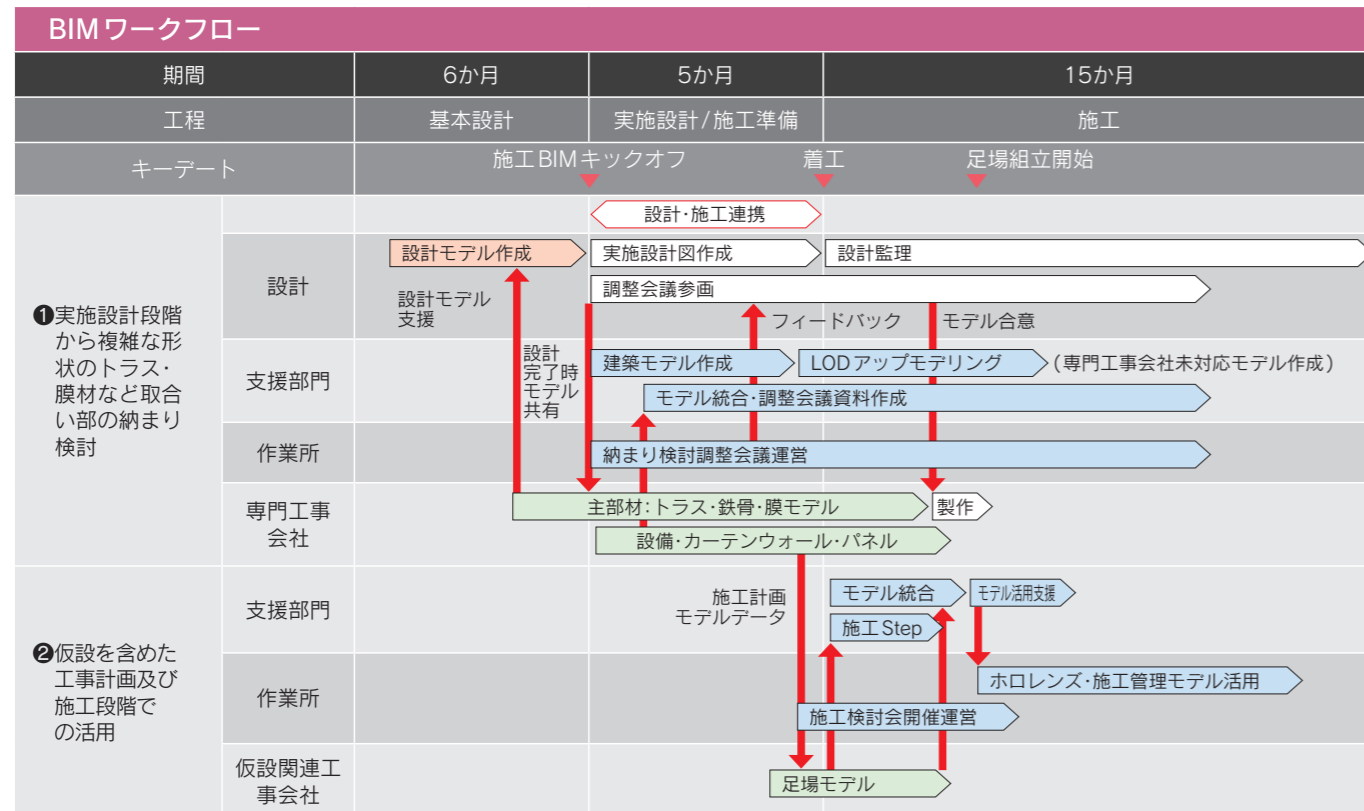 BIMワークフロー
期間
6か月
5か月
15か月
工程
基本設計
実施設計/施工準備
施工
キーデート
施工BIMキックオフ
着工
足場組立開始
❶実施設計段階
から複雑な形
状のトラス・
膜材など取合
い部の納まり
検討
設計・施工連携
設計
設計モデル作成
実施設計図作成
設計監理
調整会議参画
設計モデル
支援
フィードバック
モデル合意
支援部門
設計
完了時
モデル
共有
建築モデル作成
LODアップモデリング
(専門工事会社未対応モデル作成)
モデル統合・調整会議資料作成
作業所
納まり検討調整会議運営
専門工事
会社
主部材:トラス・鉄骨・膜モデル
製作
設備・カーテンウォール・パネル
❷仮設を含めた
工事計画及び
施工段階で
の活用
支援部門
施工計画
モデルデータ
モデル統合
モデル活用支援
施工Step
作業所
ホロレンズ・施工管理モデル活用
施工検討会開催運営
仮設関連工
事会社
足場モデル